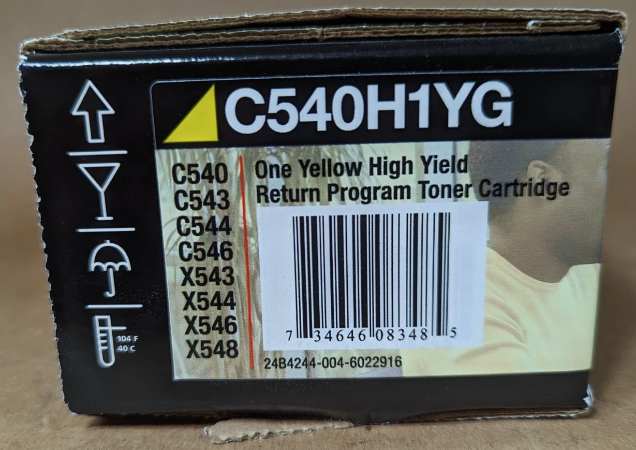 C540H1YG
C540
C543
C544
C546
X543
X544
X546
X548
One Yellow High Yield
Return Program Toner Cartridge
7 34646 08348 5
24B4244-004-6022916
104 F
40 C